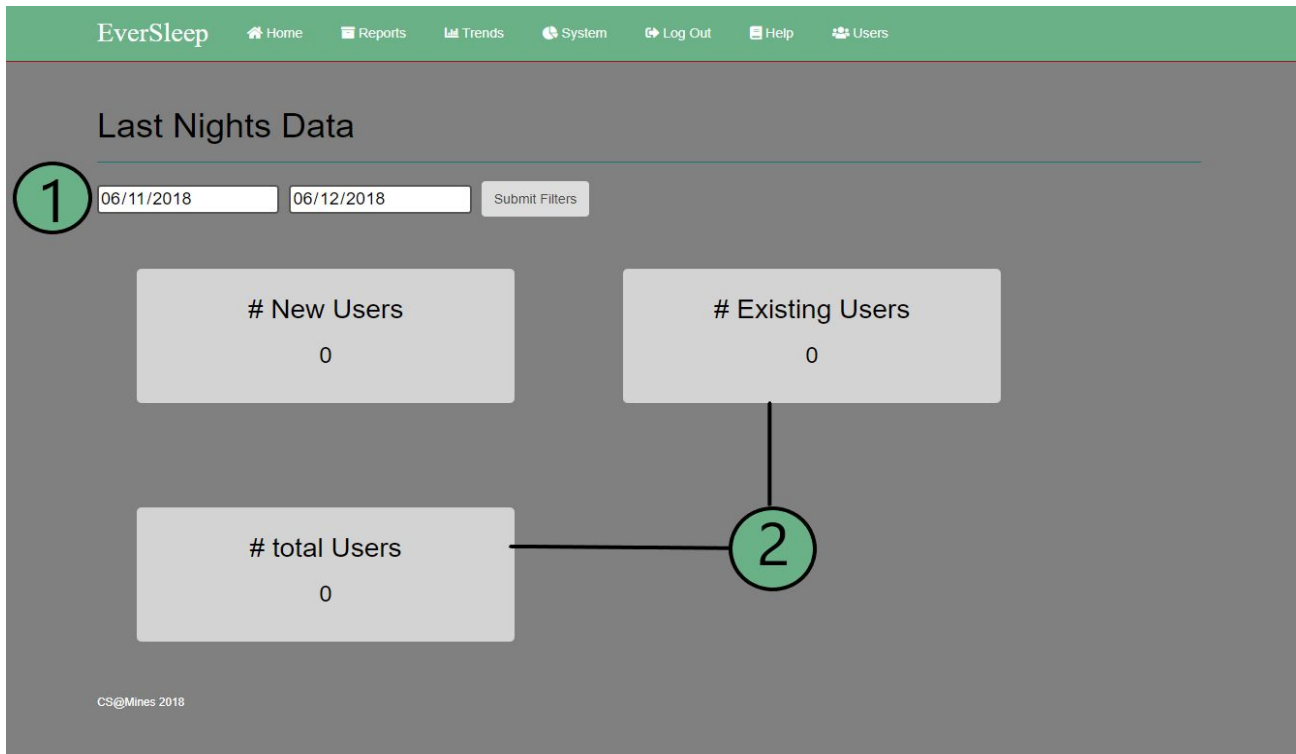 EverSleep Home Reports Trends System Log Out Help Users
Last Nights Data
1 06/11/2018 06/12/2018 Submit Filters
# New Users # Existing Users
0 0
# total Users 2
0
CS@Mines 2018